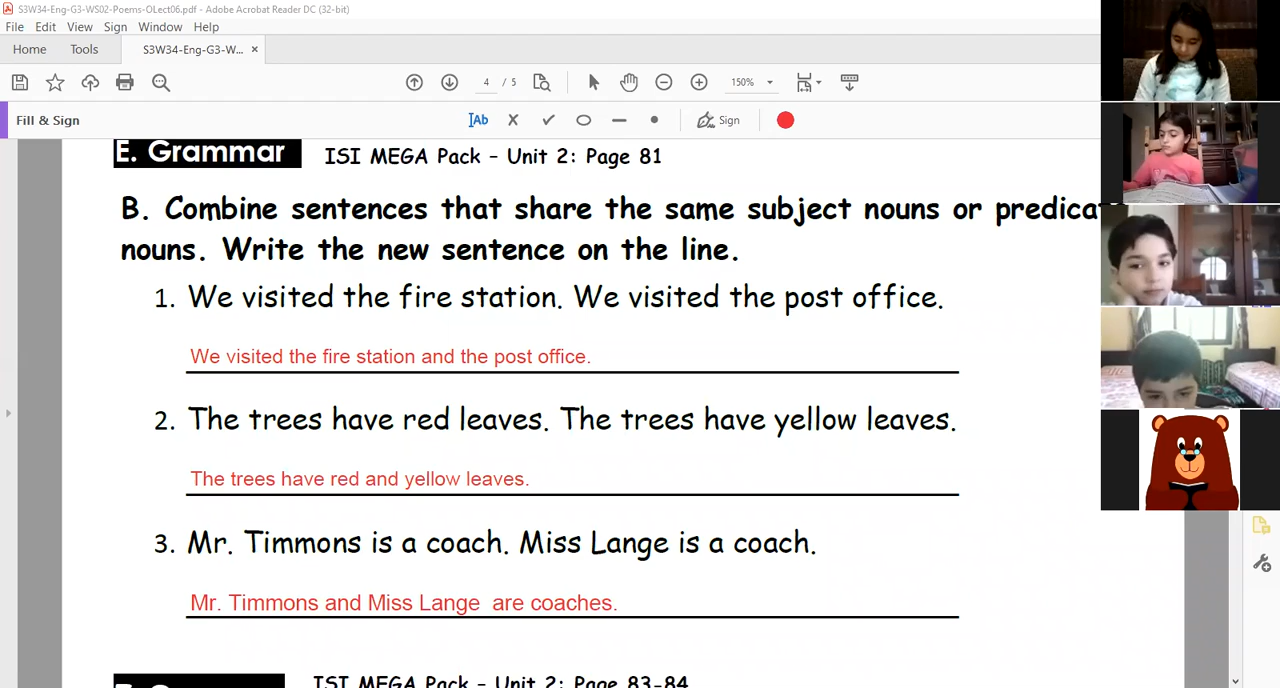 S3W34-Eng-G3-WS02-Poems-OLect06.pdf - Adobe Acrobat Reader DC (32-bit)
File Edit View Sign Window Help
Home Tools S3W34-Eng-G3-W... ×
4 / 5 150%
Fill & Sign Ab Sign
E. Grammar ISI MEGA Pack - Unit 2: Page 81
B. Combine sentences that share the same subject nouns or predica
nouns. Write the new sentence on the line.
1. We visited the fire station. We visited the post office.
We visited the fire station and the post office.
2. The trees have red leaves. The trees have yellow leaves.
The trees have red and yellow leaves.
3. Mr. Timmons is a coach. Miss Lange is a coach.
Mr. Timmons and Miss Lange are coaches.
ISI MEGA Pack - Unit 2: Page 83-84